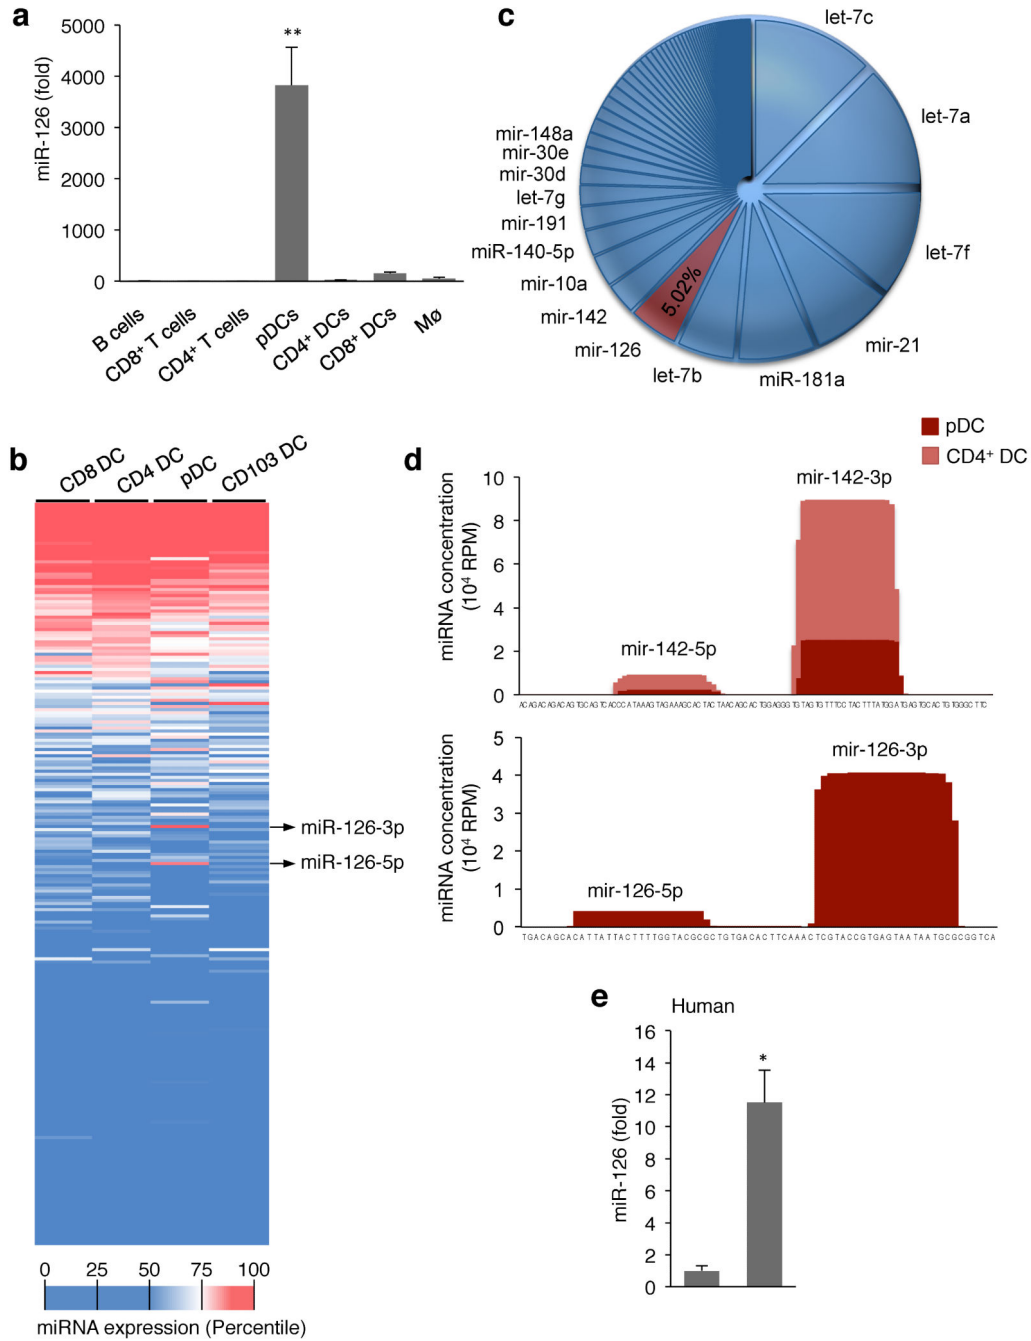 a
miR-126 (fold)
5000
4000
3000
2000
1000
0
**
B cells
CD8+ T cells
CD4+ T cells
pDCs
CD4+ DCs
CD8+ DCs
Mø
c
let-7c
let-7a
let-7f
mir-21
miR-181a
let-7b
mir-126
mir-142
mir-10a
miR-140-5p
mir-191
let-7g
mir-30d
mir-30e
mir-148a
5.02%
b
CD8 DC
CD4 DC
pDC
CD103 DC
miR-126-3p
miR-126-5p
0 25 50 75 100
miRNA expression (Percentile)
d
pDC
CD4+ DC
miRNA concentration
(10⁴ RPM)
10
8
6
4
2
0
mir-142-3p
mir-142-5p
ACAGACAGACAGTGCAGTCACCCATAAAGTAGAAAGCACTACTAACAGCACTGGAGGGTGTAGTGTTTCCTACTTTATGGATGAGTGCACTGTGGGCTTC
miRNA concentration
(10⁴ RPM)
5
4
3
2
1
0
mir-126-3p
mir-126-5p
TGACAGCACATTATTACTTTTGGTACGCGCTGTGACACTTCAAACTCGTACCGTGAGTAATAATGCGCGGTCA
e
Human
miR-126 (fold)
16
14
12
10
8
6
4
2
0
*